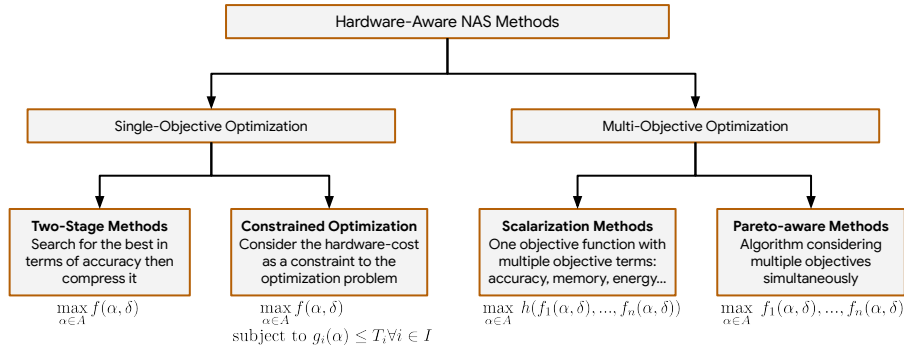 Hardware-Aware NAS Methods
Single-Objective Optimization
Multi-Objective Optimization
Two-Stage Methods
Search for the best in
terms of accuracy then
compress it
max f(α, δ)
α∈A
Constrained Optimization
Consider the hardware-cost
as a constraint to the
optimization problem
max f(α, δ)
α∈A
subject to g_i(α) ≤ T_i∀i ∈ I
Scalarization Methods
One objective function with
multiple objective terms:
accuracy, memory, energy...
max h(f_1(α, δ), ..., f_n(α, δ))
α∈A
Pareto-aware Methods
Algorithm considering
multiple objectives
simultaneously
max f_1(α, δ), ..., f_n(α, δ)
α∈A